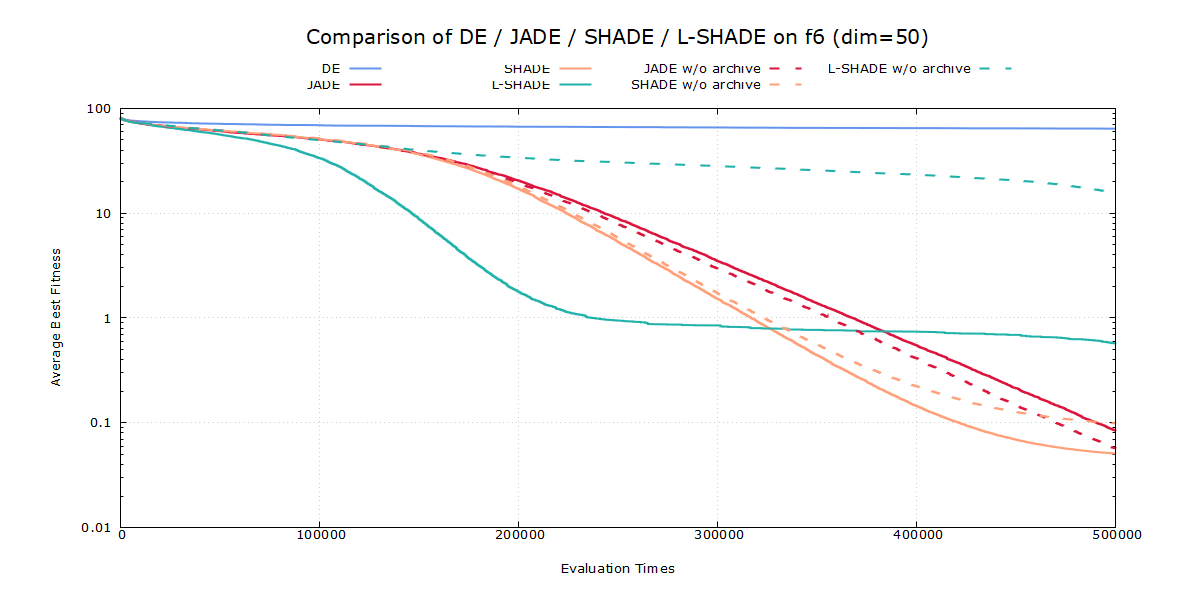 Comparison of DE / JADE / SHADE / L-SHADE on f6 (dim=50)
DE SHADE JADE w/o archive L-SHADE w/o archive
JADE L-SHADE SHADE w/o archive
100
10
1
0.1
0.01
Average Best Fitness
0 100000 200000 300000 400000 500000
Evaluation Times